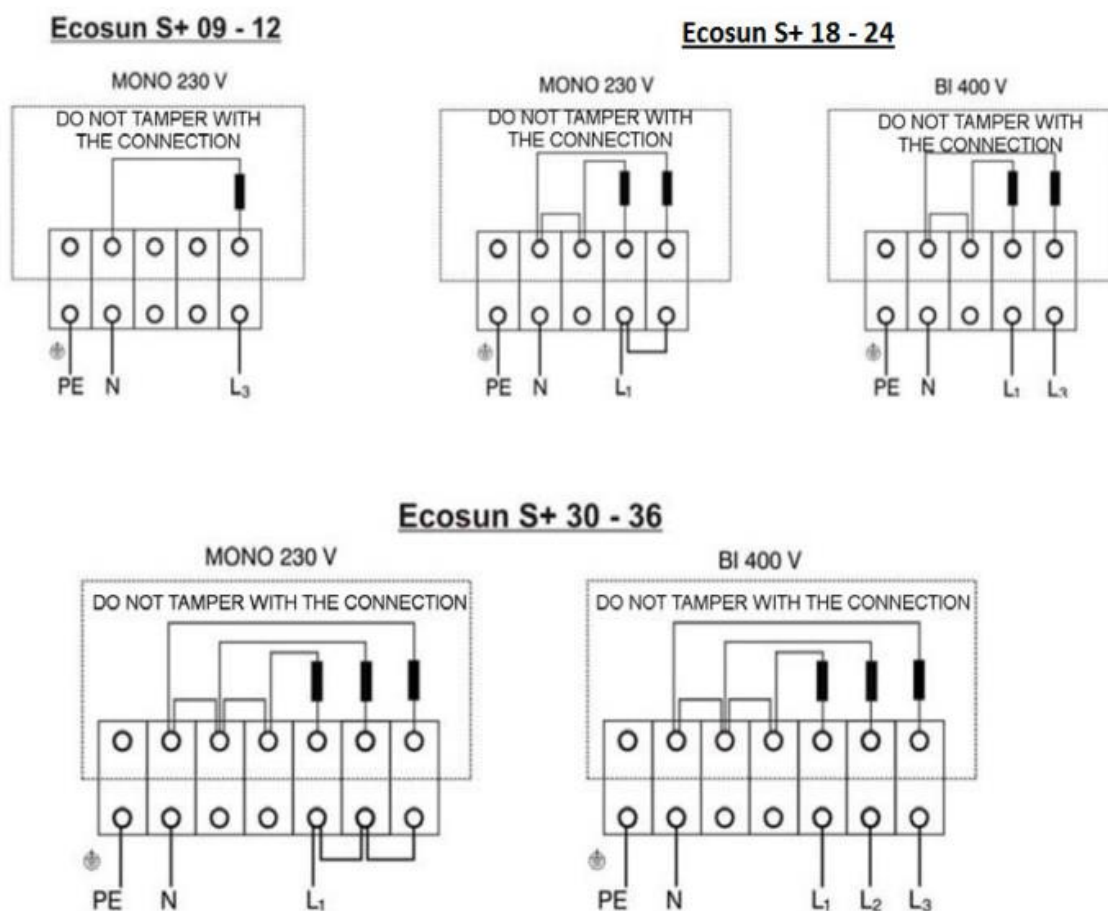 Ecosun S+ 09 - 12
Ecosun S+ 18 - 24
MONO 230 V
DO NOT TAMPER WITH
THE CONNECTION
PE N L₃
MONO 230 V
DO NOT TAMPER WITH
THE CONNECTION
PE N L₁
BI 400 V
DO NOT TAMPER WITH
THE CONNECTION
PE N L₁ L₃
Ecosun S+ 30 - 36
MONO 230 V
DO NOT TAMPER WITH THE CONNECTION
PE N L₁
BI 400 V
DO NOT TAMPER WITH THE CONNECTION
PE N L₁ L₂ L₃